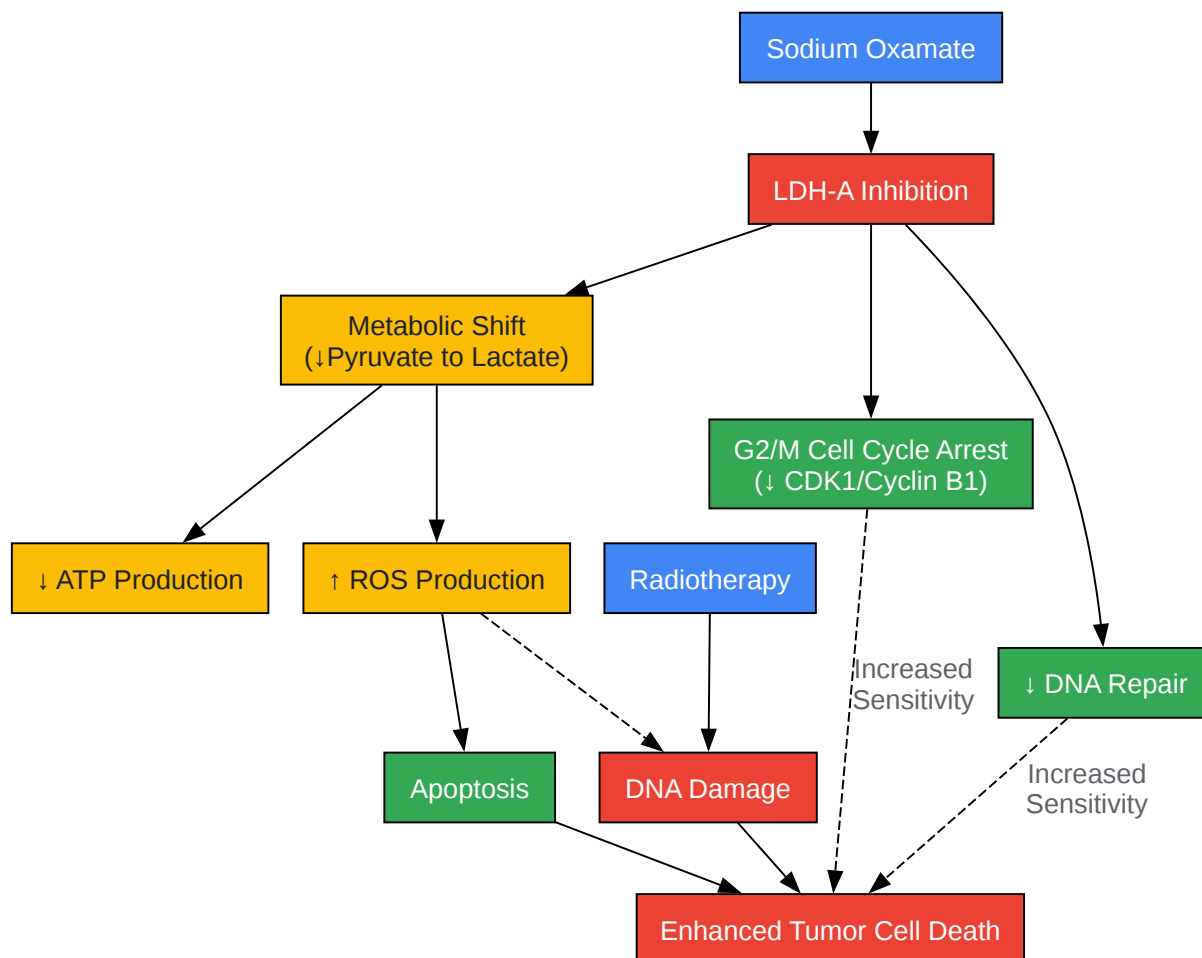 Sodium Oxamate
LDH-A Inhibition
Metabolic Shift
(↓Pyruvate to Lactate)
G2/M Cell Cycle Arrest
(↓ CDK1/Cyclin B1)
↓ ATP Production
↑ ROS Production
Radiotherapy
Increased
Sensitivity
↓ DNA Repair
Apoptosis
DNA Damage
Increased
Sensitivity
Enhanced Tumor Cell Death